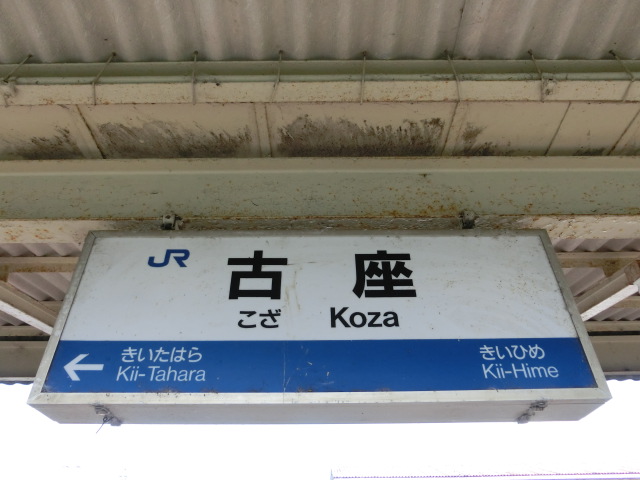 JR
古座
こざ Koza
← きいたはら きいひめ
Kii-Tahara Kii-Hime